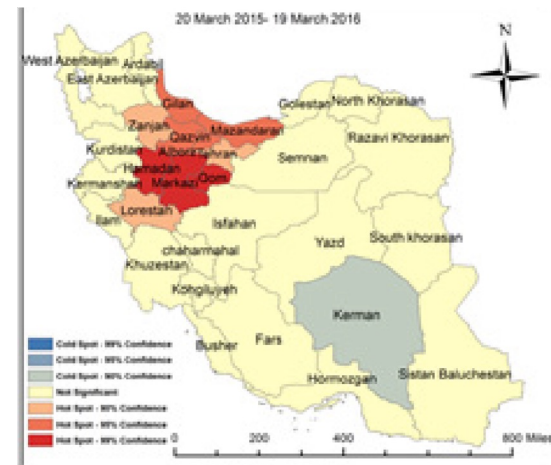 20 March 2015- 19 March 2016
N
West Azerbaijan
Ardabil
East Azerbaijan
Gilan
Golestan
North Khorasan
Zanjan
Mazandaran
Qazvin
Razavi Khorasan
Kurdistan
Alborz
Tehran
Semnan
Hamadan
Qom
Kermanshah
Markazi
Lorestan
Ilam
Isfahan
South khorasan
Yazd
chaharmahal
Khuzestan
Kohgiluyeh
Kerman
Busher
Fars
Hormozgan
Sistan Baluchestan
Cold Spot - 99% Confidence
Cold Spot - 95% Confidence
Cold Spot - 90% Confidence
Not Significant
Hot Spot - 90% Confidence
Hot Spot - 95% Confidence
Hot Spot - 99% Confidence
0 200 400 600 800 Miles